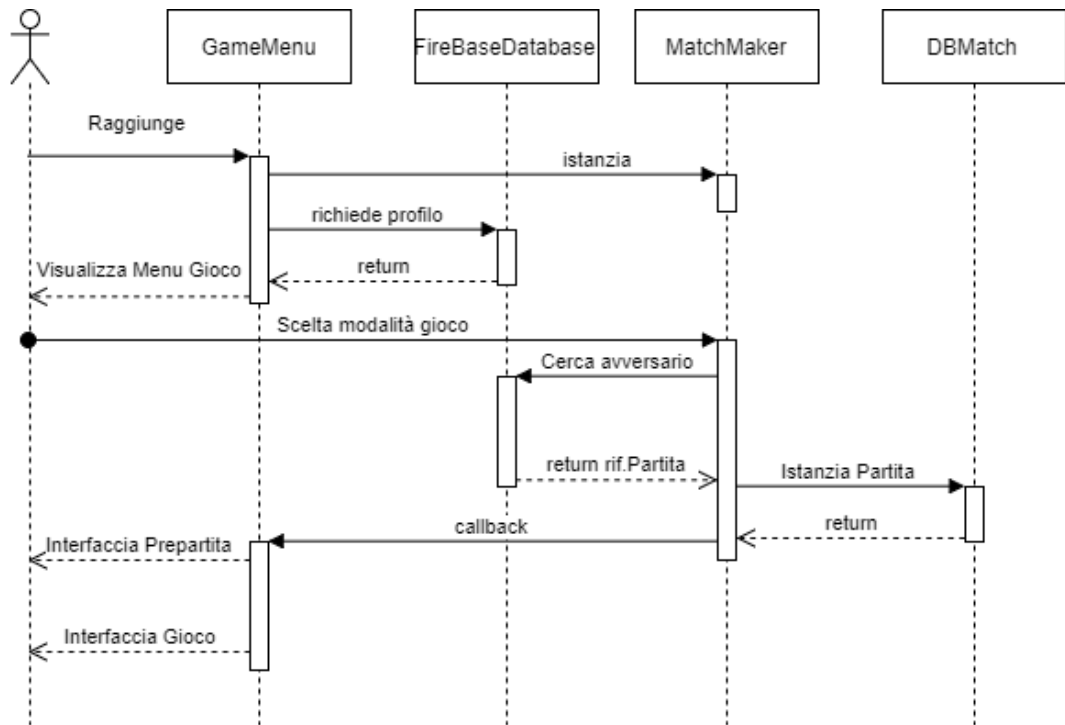 GameMenu
FireBaseDatabase
MatchMaker
DBMatch
Raggiunge
istanzia
richiede profilo
return
Visualizza Menu Gioco
Scelta modalità gioco
Cerca avversario
return rif.Partita
Istanzia Partita
return
callback
Interfaccia Prepartita
Interfaccia Gioco